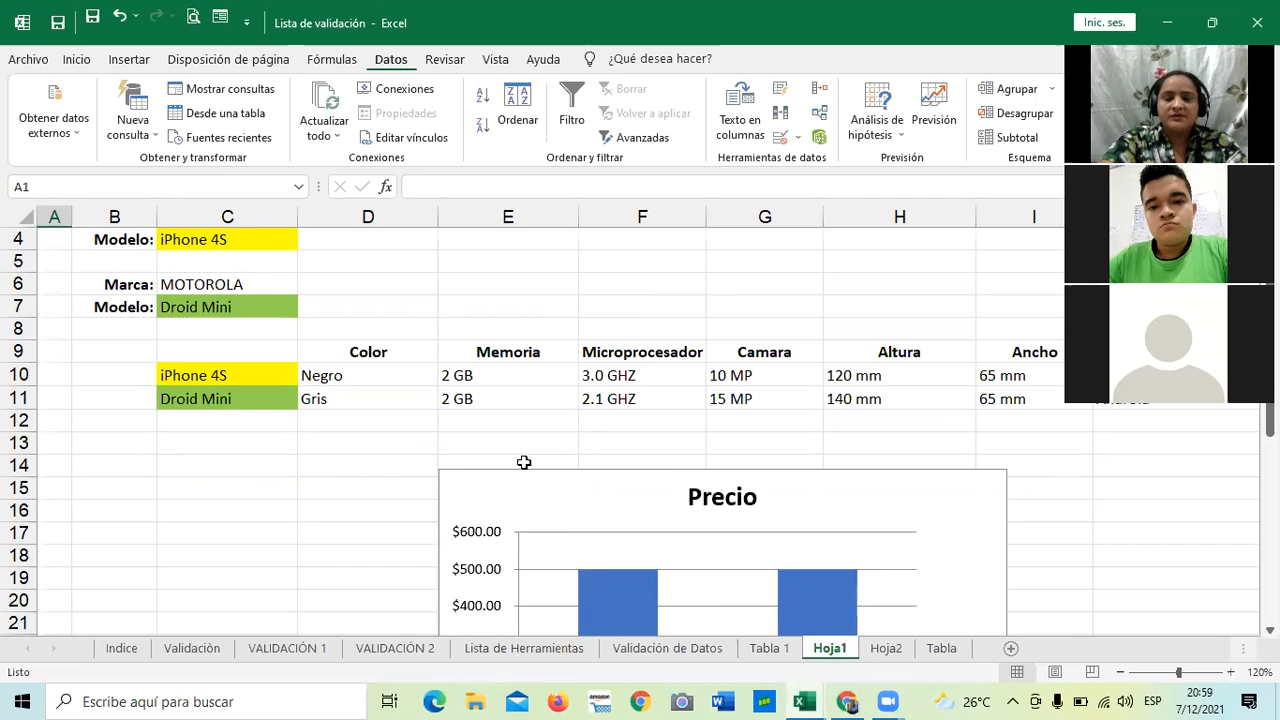 Lista de validación - Excel
Inic. ses.
Archivo Inicio Insertar Disposición de página Fórmulas Datos Revisar Vista Ayuda ¿Qué desea hacer?
Obtener datos externos
Nueva consulta
Mostrar consultas
Desde una tabla
Fuentes recientes
Obtener y transformar
Actualizar todo
Conexiones
Propiedades
Editar vínculos
Conexiones
Ordenar
Filtro
Borrar
Volver a aplicar
Avanzadas
Ordenar y filtrar
Texto en columnas
Herramientas de datos
Análisis de hipótesis
Previsión
Previsión
Agrupar
Desagrupar
Subtotal
Esquema
A1
fx
A B C D E F G H I
4 Modelo: iPhone 4S
5
6 Marca: MOTOROLA
7 Modelo: Droid Mini
8
9 Color Memoria Microprocesador Camara Altura Ancho
10 iPhone 4S Negro 2 GB 3.0 GHZ 10 MP 120 mm 65 mm
11 Droid Mini Gris 2 GB 2.1 GHZ 15 MP 140 mm 65 mm
12
13
14
15
16
17
18
19
20
21
Precio
$600.00
$500.00
$400.00
Indice Validaciòn VALIDACIÓN 1 VALIDACIÓN 2 Lista de Herramientas Validación de Datos Tabla 1 Hoja1 Hoja2 Tabla
Listo
120%
Escribe aquí para buscar
26°C
ESP
20:59
7/12/2021